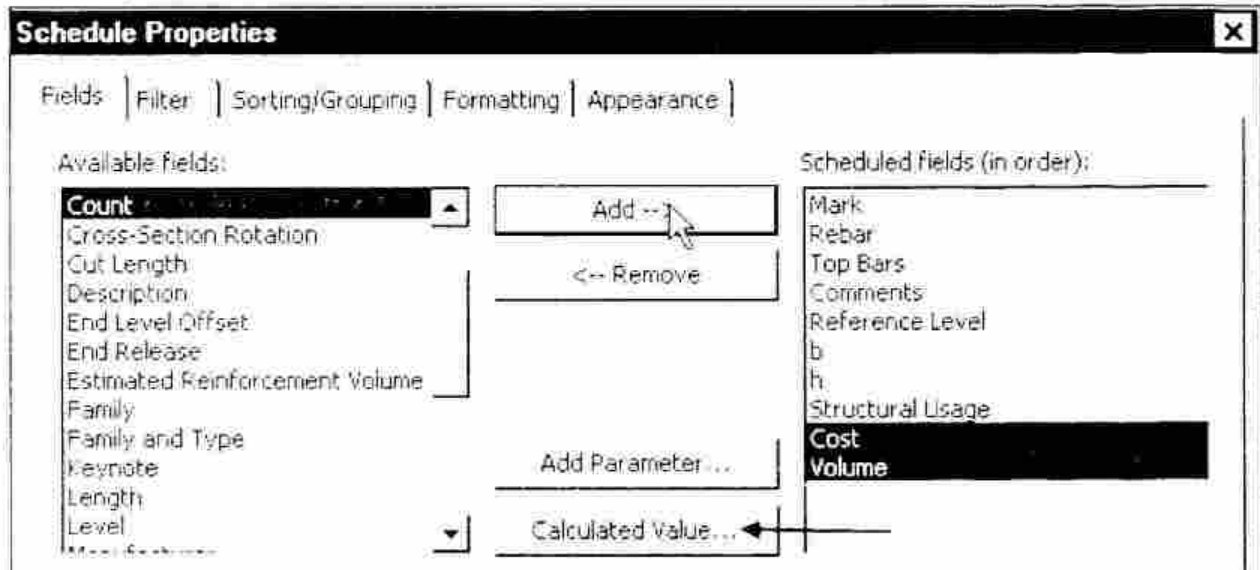 Schedule Properties
Fields Filter Sorting/Grouping Formatting Appearance
Available fields:
Count
Cross-Section Rotation
Cut Length
Description
End Level Offset
End Release
Estimated Reinforcement Volume
Family
Family and Type
Keynote
Length
Level
Add -->
<-- Remove
Add Parameter...
Calculated Value...
Scheduled fields (in order):
Mark
Rebar
Top Bars
Comments
Reference Level
b
h
Structural Usage
Cost
Volume